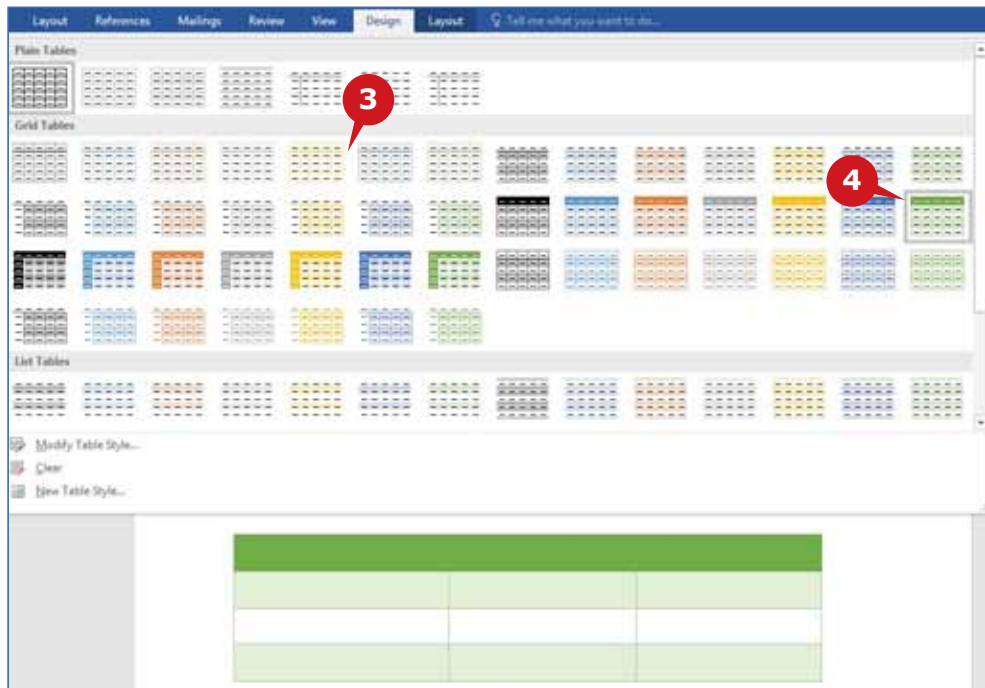 Layout References Mailings Review View Design Layout Tell me what you want to do...
Plain Tables
3
Grid Tables
4
List Tables
Modify Table Style...
Clear
New Table Style...